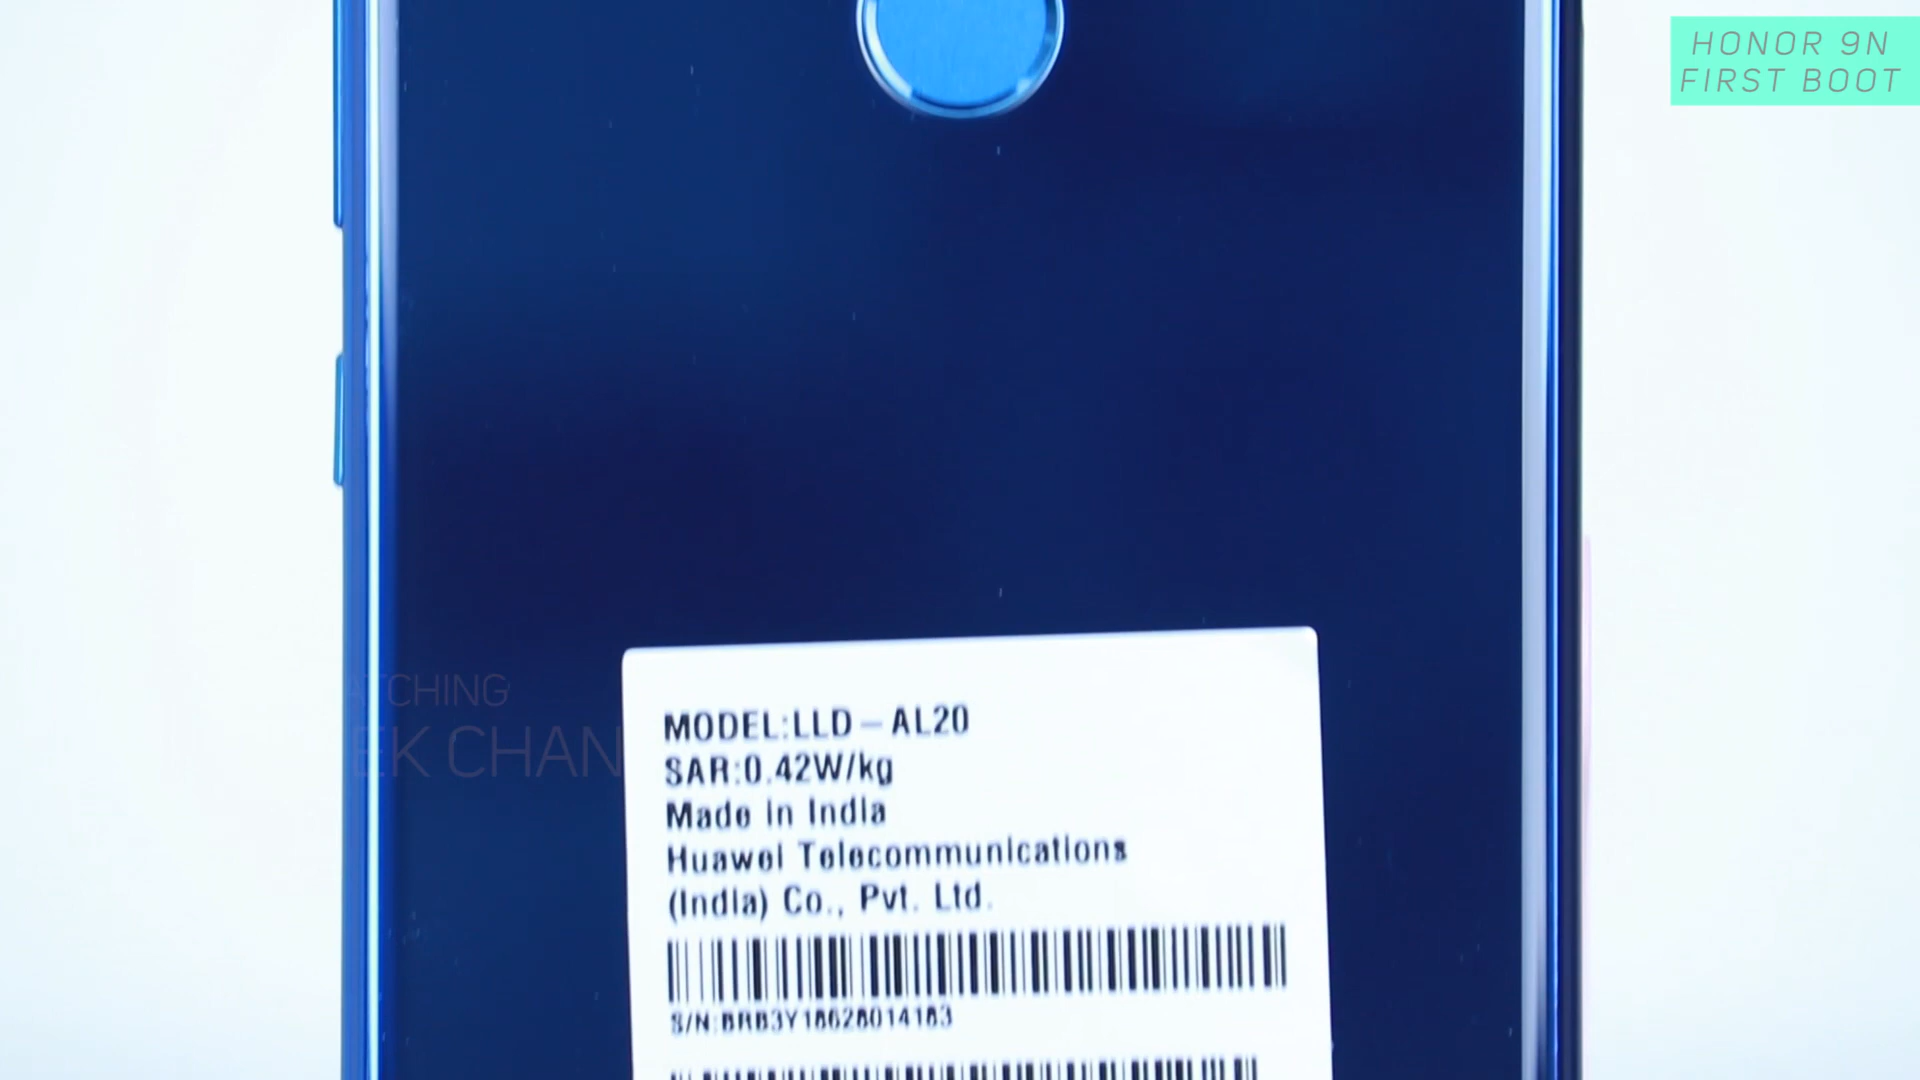 HONOR 9N
FIRST BOOT
MODEL:LLD-AL20
SAR:0.42W/kg
Made in India
Huawei Telecommunications
(India) Co., Pvt. Ltd.
S/N:BRB3Y18628014183